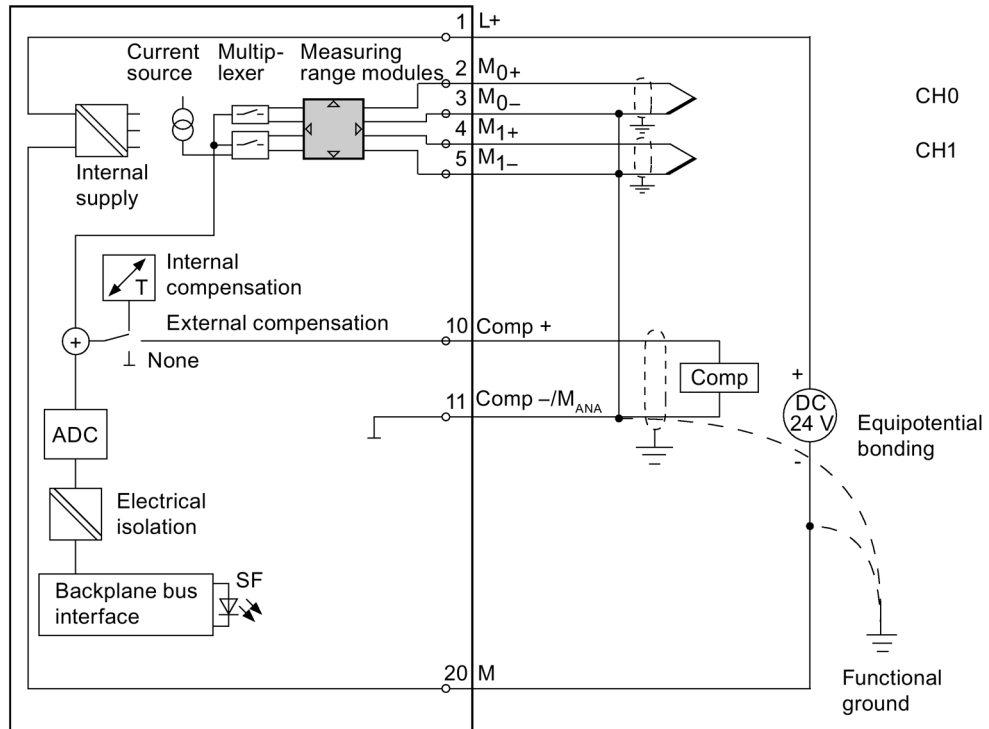 1 L+
Current source
Multip-lexer
Measuring range modules
2 M0+
3 M0–
4 M1+
5 M1–
CH0
CH1
Internal supply
Internal compensation
T
External compensation
10 Comp +
+
⊥ None
Comp
11 Comp –/MANA
+
DC 24 V
-
Equipotential bonding
ADC
Electrical isolation
Backplane bus interface
SF
20 M
Functional ground